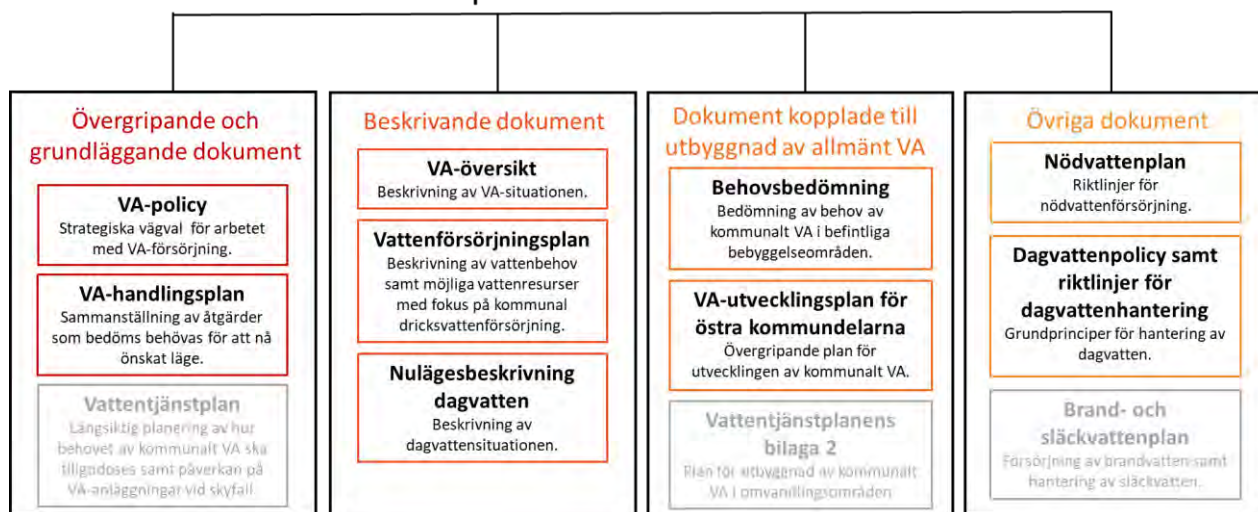 Övergripande och
grundläggande dokument
VA-policy
Strategiska vägval för arbetet
med VA-försörjning.
VA-handlingsplan
Sammanställning av åtgärder
som bedöms behövas för att nå
önskat läge.
Vattentjänstplan
Långsiktig planering av hur
behovet av kommunalt VA ska
tillgodoses samt påverkan på
VA-anläggningar vid skyfall
Beskrivande dokument
VA-översikt
Beskrivning av VA-situationen.
Vattenförsörjningsplan
Beskrivning av vattenbehov
samt möjliga vattenresurser
med fokus på kommunal
dricksvattenförsörjning.
Nulägesbeskrivning
dagvatten
Beskrivning av
dagvattensituationen.
Dokument kopplade till
utbyggnad av allmänt VA
Behovsbedömning
Bedömning av behov av
kommunalt VA i befintliga
bebyggelseområden.
VA-utvecklingsplan för
östra kommundelarna
Övergripande plan för
utvecklingen av kommunalt VA.
Vattentjänstplanens
bilaga 2
Plan för utbyggnad av kommunalt
VA i omvandlingsområden
Övriga dokument
Nödvattenplan
Riktlinjer för
nödvattenförsörjning.
Dagvattenpolicy samt
riktlinjer för
dagvattenhantering
Grundprinciper för hantering av
dagvatten.
Brand- och
släckvattenplan
Försörjning av brandvatten samt
hantering av släckvatten.